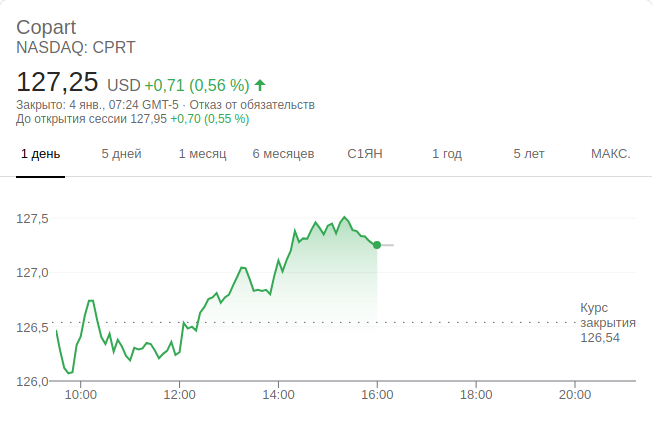 Copart
NASDAQ: CPRT
127,25 USD +0,71 (0,56 %)
Закрыто: 4 янв., 07:24 GMT-5 · Отказ от обязательств
До открытия сессии 127,95 +0,70 (0,55 %)
1 день 5 дней 1 месяц 6 месяцев С1ЯН 1 год 5 лет МАКС.
127,5
127,0
126,5
126,0
Курс
закрытия
126,54
10:00 12:00 14:00 16:00 18:00 20:00